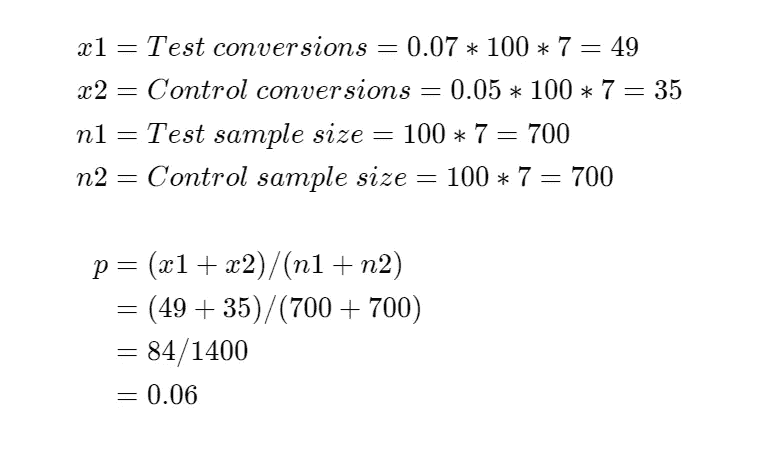 x1 = Test conversions = 0.07 * 100 * 7 = 49
x2 = Control conversions = 0.05 * 100 * 7 = 35
n1 = Test sample size = 100 * 7 = 700
n2 = Control sample size = 100 * 7 = 700
p = (x1 + x2)/(n1 + n2)
= (49 + 35)/(700 + 700)
= 84/1400
= 0.06